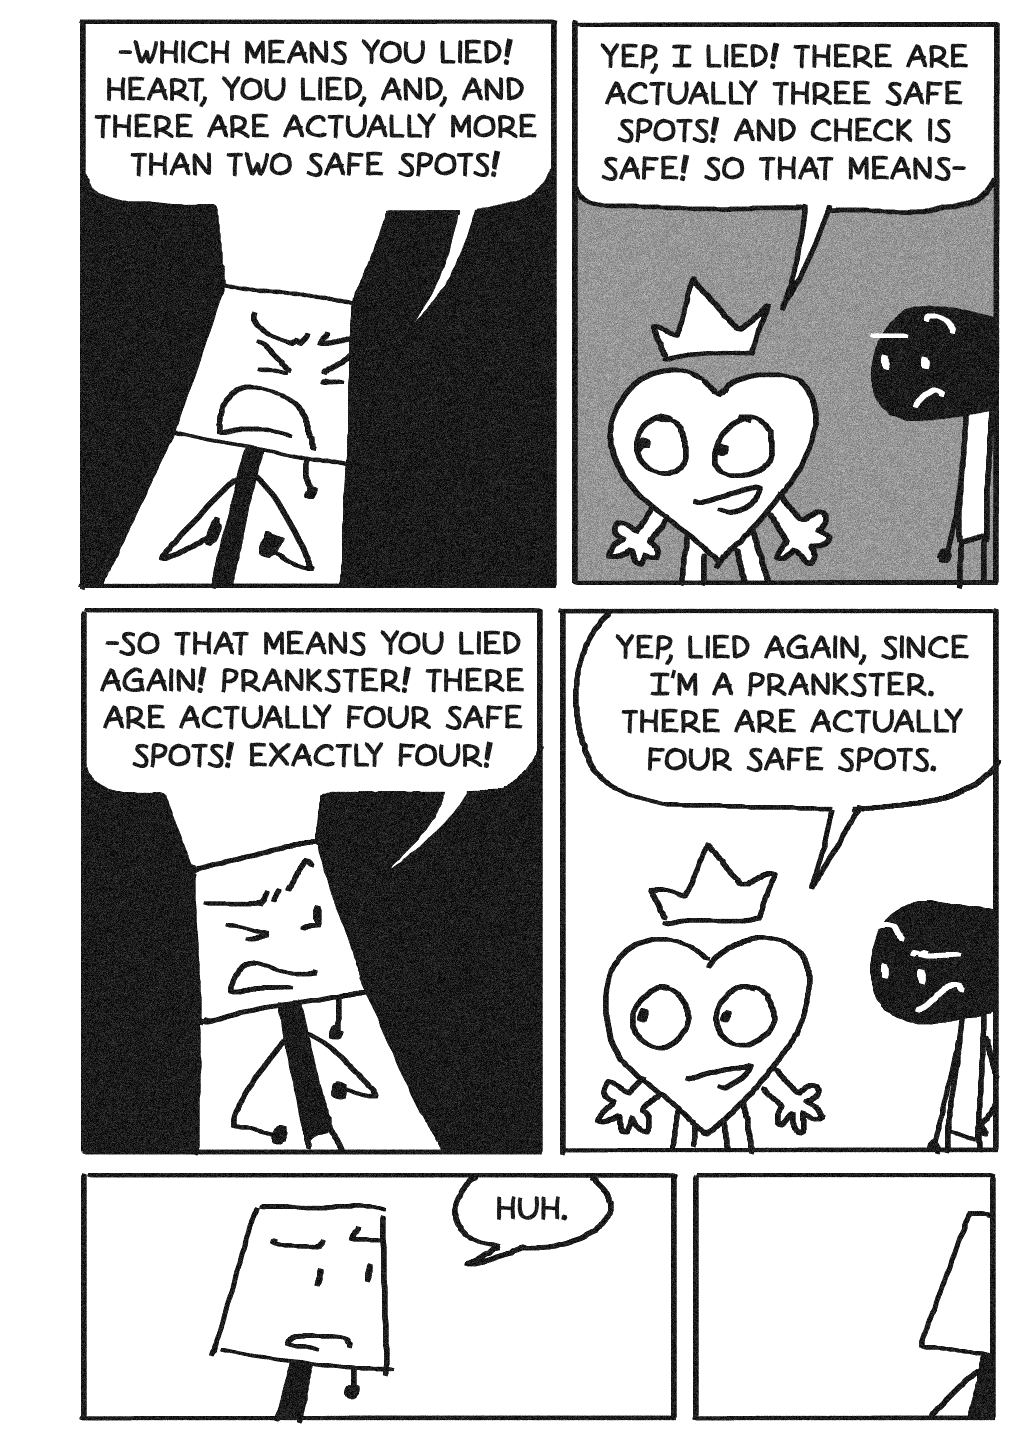 -WHICH MEANS YOU LIED!
HEART, YOU LIED, AND, AND
THERE ARE ACTUALLY MORE
THAN TWO SAFE SPOTS!
YEP, I LIED! THERE ARE
ACTUALLY THREE SAFE
SPOTS! AND CHECK IS
SAFE! SO THAT MEANS-
-SO THAT MEANS YOU LIED
AGAIN! PRANKSTER! THERE
ARE ACTUALLY FOUR SAFE
SPOTS! EXACTLY FOUR!
YEP, LIED AGAIN, SINCE
I'M A PRANKSTER.
THERE ARE ACTUALLY
FOUR SAFE SPOTS.
HUH.